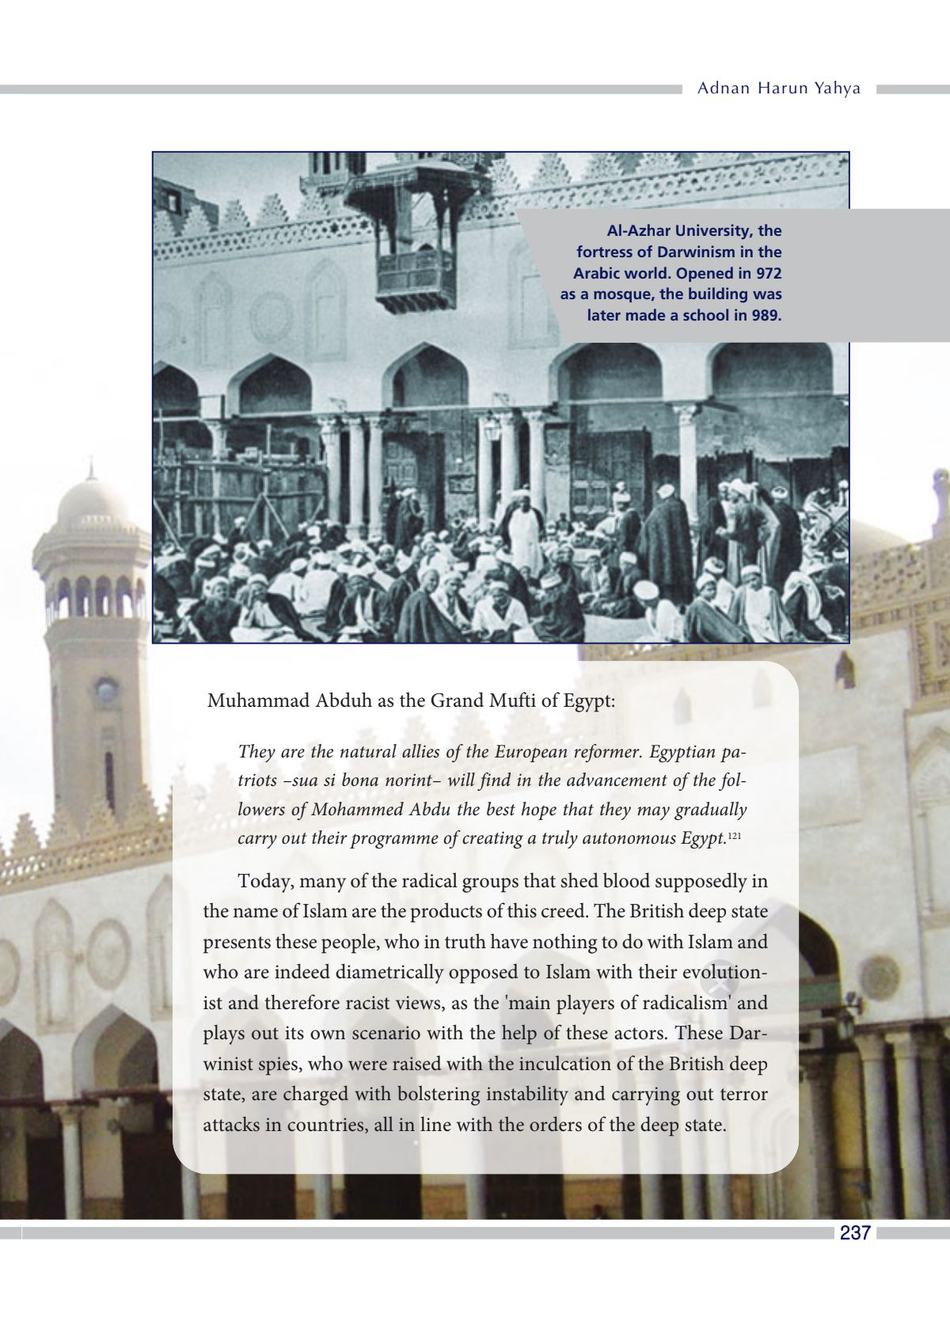 Adnan Harun Yahya
Al-Azhar University, the
fortress of Darwinism in the
Arabic world. Opened in 972
as a mosque, the building was
later made a school in 989.
Muhammad Abduh as the Grand Mufti of Egypt:
They are the natural allies of the European reformer. Egyptian pa-
triots –sua si bona norint– will find in the advancement of the fol-
lowers of Mohammed Abdu the best hope that they may gradually
carry out their programme of creating a truly autonomous Egypt.121
Today, many of the radical groups that shed blood supposedly in
the name of Islam are the products of this creed. The British deep state
presents these people, who in truth have nothing to do with Islam and
who are indeed diametrically opposed to Islam with their evolution-
ist and therefore racist views, as the 'main players of radicalism' and
plays out its own scenario with the help of these actors. These Dar-
winist spies, who were raised with the inculcation of the British deep
state, are charged with bolstering instability and carrying out terror
attacks in countries, all in line with the orders of the deep state.
237